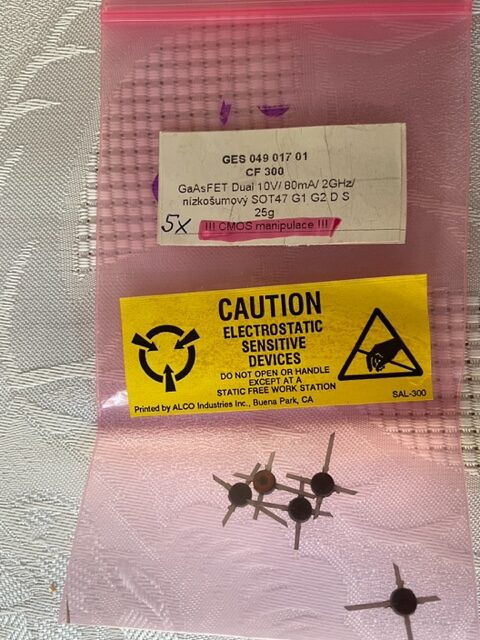 GES 049 017 01
CF 300
GaAsFET Dual 10V/ 80mA/ 2GHz/
nízkošumový SOT47 G1 G2 D S
25g
5x !!! CMOS manipulace !!!
CAUTION
ELECTROSTATIC
SENSITIVE
DEVICES
DO NOT OPEN OR HANDLE
EXCEPT AT A
STATIC FREE WORK STATION
Printed by ALCO Industries Inc., Buena Park, CA
SAL-300